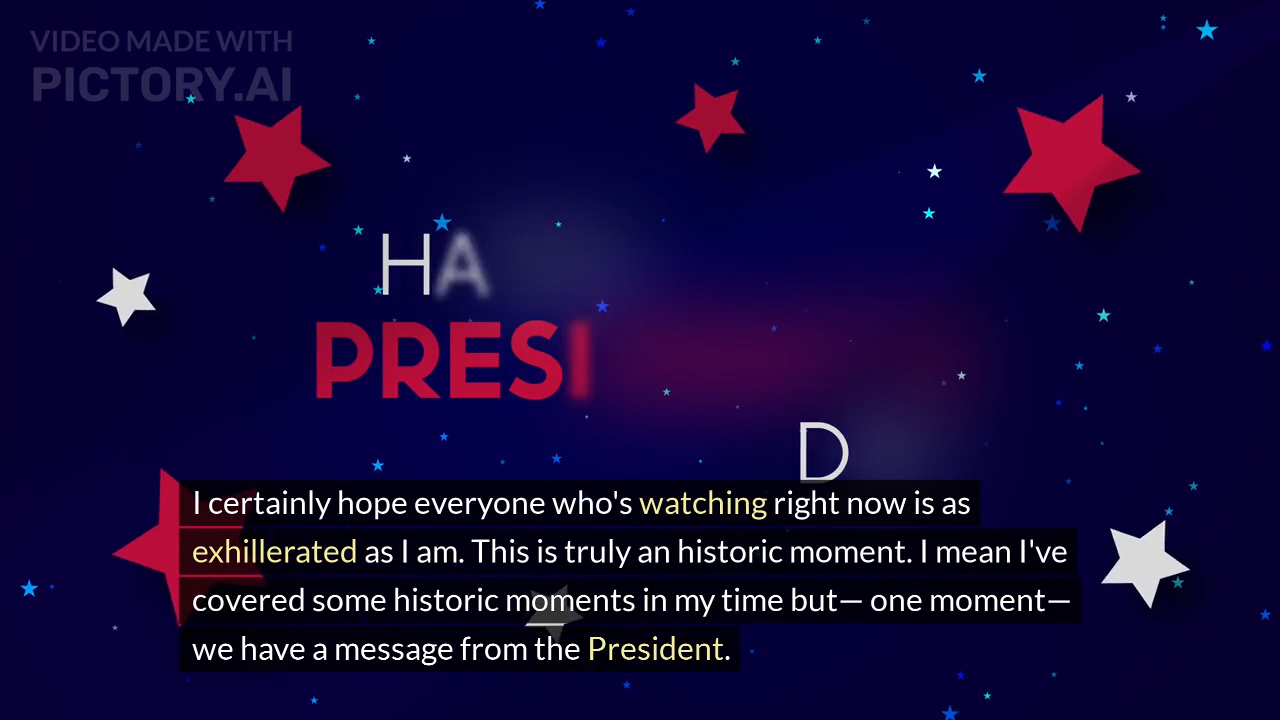 VIDEO MADE WITH
PICTORY.AI
HA
PRESI
D
I certainly hope everyone who's watching right now is as
exhillerated as I am. This is truly an historic moment. I mean I've
covered some historic moments in my time but— one moment—
we have a message from the President.